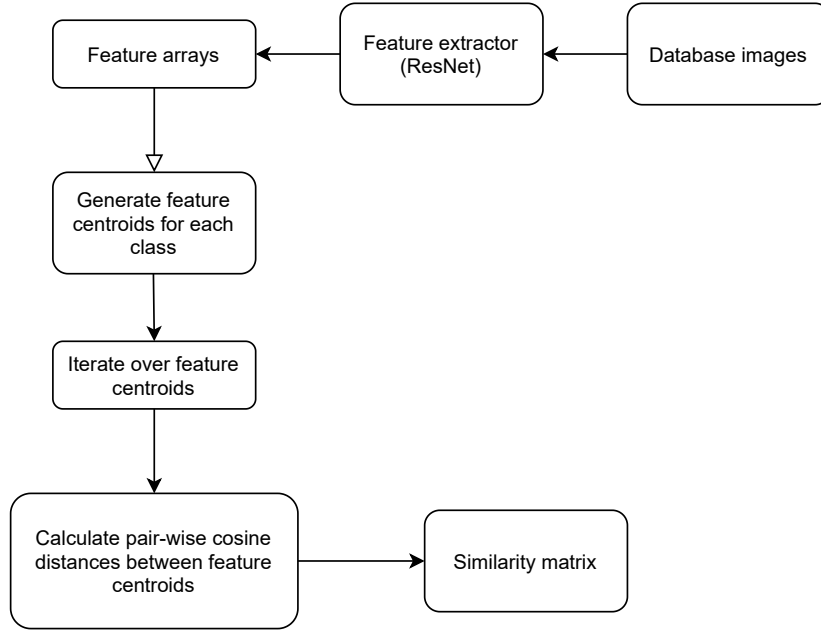 Feature arrays
Feature extractor
(ResNet)
Database images
Generate feature
centroids for each
class
Iterate over feature
centroids
Calculate pair-wise cosine
distances between feature
centroids
Similarity matrix